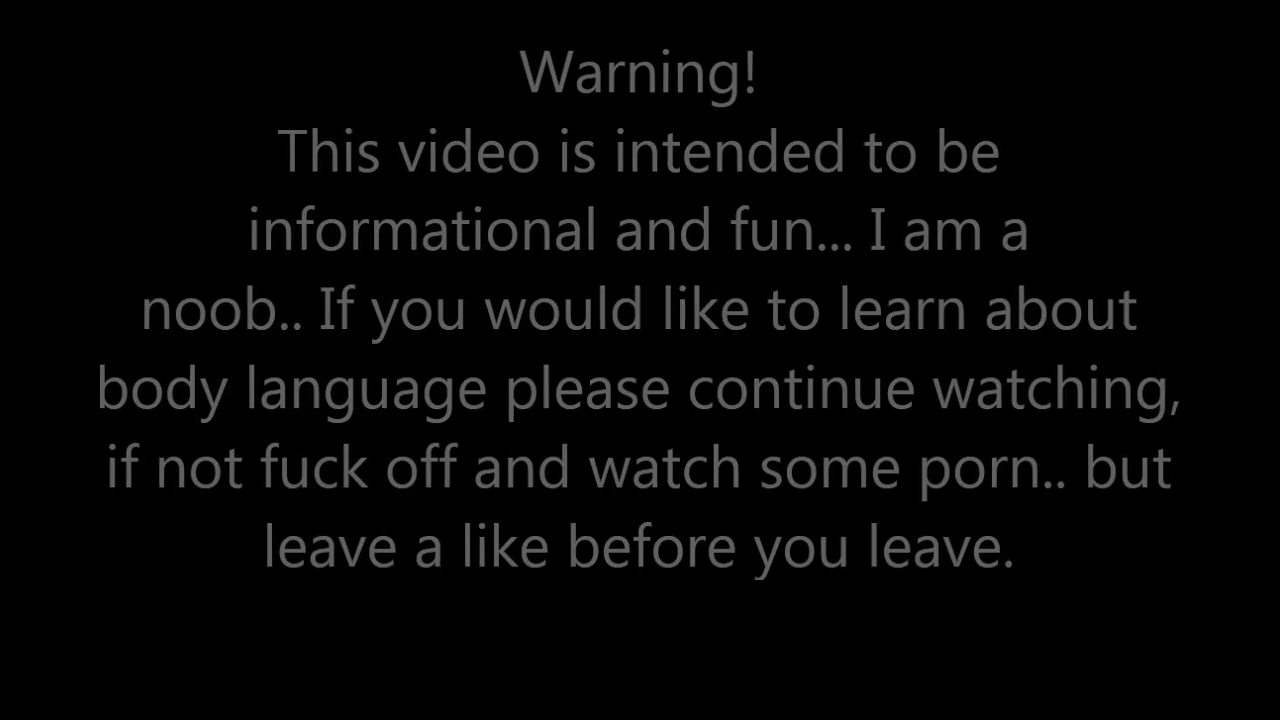 Warning!
This video is intended to be
informational and fun... I am a
noob.. If you would like to learn about
body language please continue watching,
if not fuck off and watch some porn.. but
leave a like before you leave.